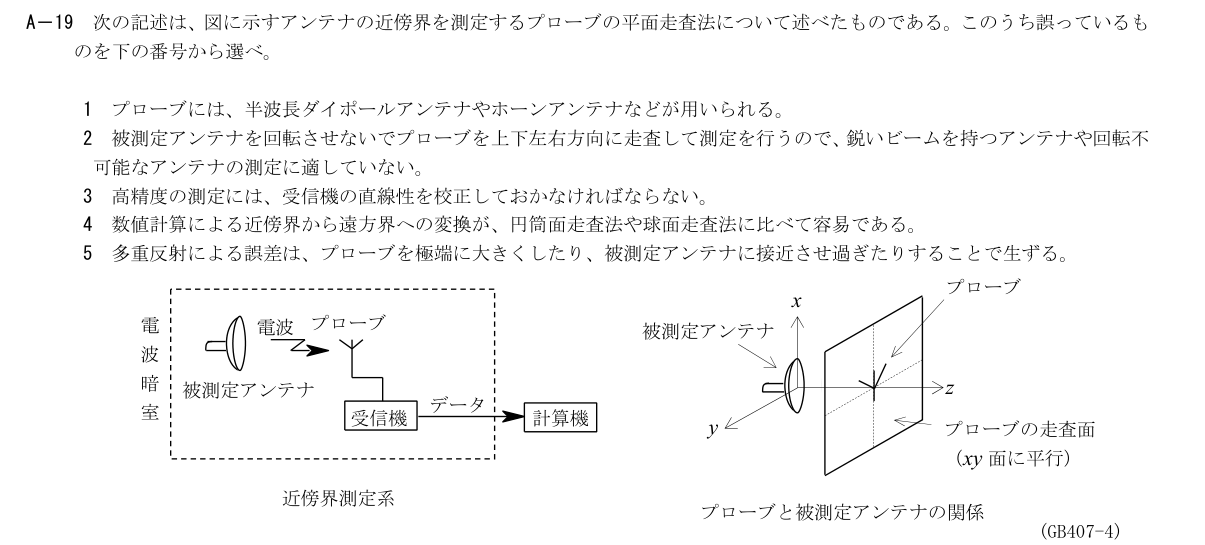 A－19　次の記述は、図に示すアンテナの近傍界を測定するプローブの平面走査法について述べたものである。このうち誤っているも
のを下の番号から選べ。
1　プローブには、半波長ダイポールアンテナやホーンアンテナなどが用いられる。
2　被測定アンテナを回転させないでプローブを上下左右方向に走査して測定を行うので、鋭いビームを持つアンテナや回転不
可能なアンテナの測定に適していない。
3　高精度の測定には、受信機の直線性を校正しておかなければならない。
4　数値計算による近傍界から遠方界への変換が、円筒面走査法や球面走査法に比べて容易である。
5　多重反射による誤差は、プローブを極端に大きくしたり、被測定アンテナに接近させ過ぎたりすることで生ずる。
電波暗室
電波
プローブ
被測定アンテナ
受信機
データ
計算機
近傍界測定系
プローブ
x
被測定アンテナ
z
y
プローブの走査面
（xy 面に平行）
プローブと被測定アンテナの関係
(GB407-4)